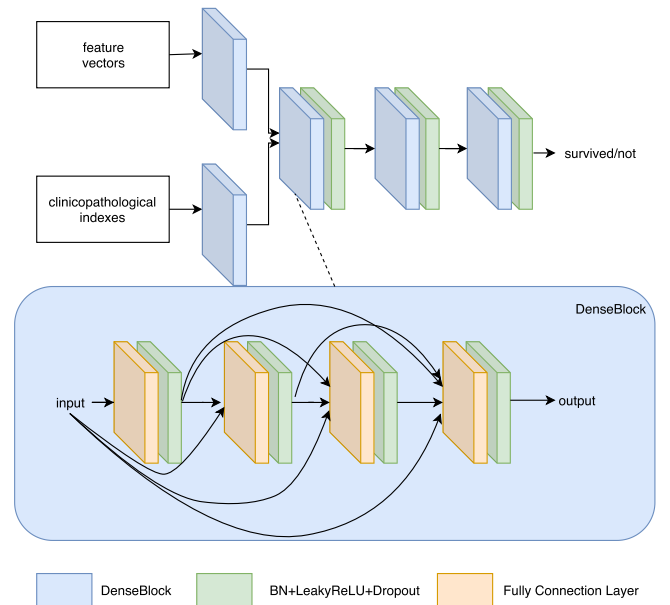 feature
vectors
clinicopathological
indexes
survived/not
DenseBlock
input
output
DenseBlock
BN+LeakyReLU+Dropout
Fully Connection Layer